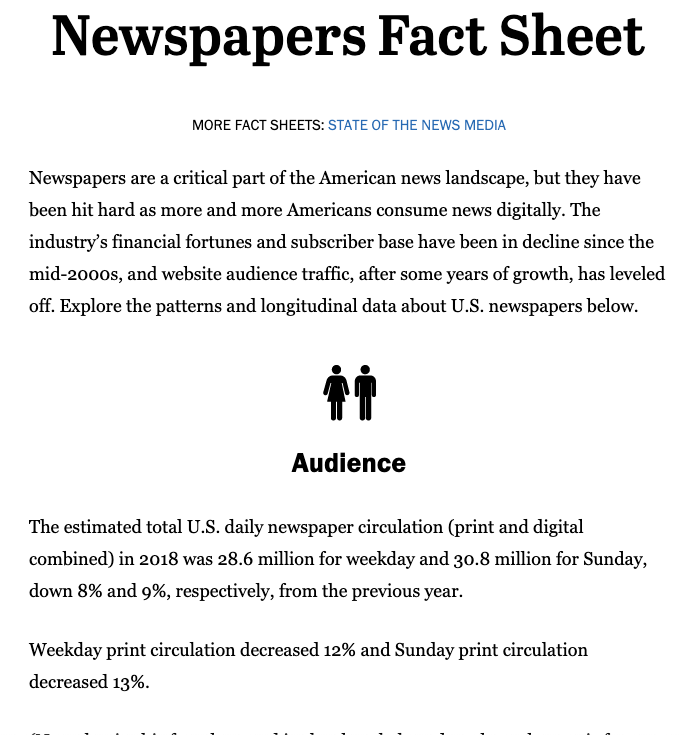 Newspapers Fact Sheet
MORE FACT SHEETS: STATE OF THE NEWS MEDIA
Newspapers are a critical part of the American news landscape, but they have
been hit hard as more and more Americans consume news digitally. The
industry’s financial fortunes and subscriber base have been in decline since the
mid-2000s, and website audience traffic, after some years of growth, has leveled
off. Explore the patterns and longitudinal data about U.S. newspapers below.
Audience
The estimated total U.S. daily newspaper circulation (print and digital
combined) in 2018 was 28.6 million for weekday and 30.8 million for Sunday,
down 8% and 9%, respectively, from the previous year.
Weekday print circulation decreased 12% and Sunday print circulation
decreased 13%.